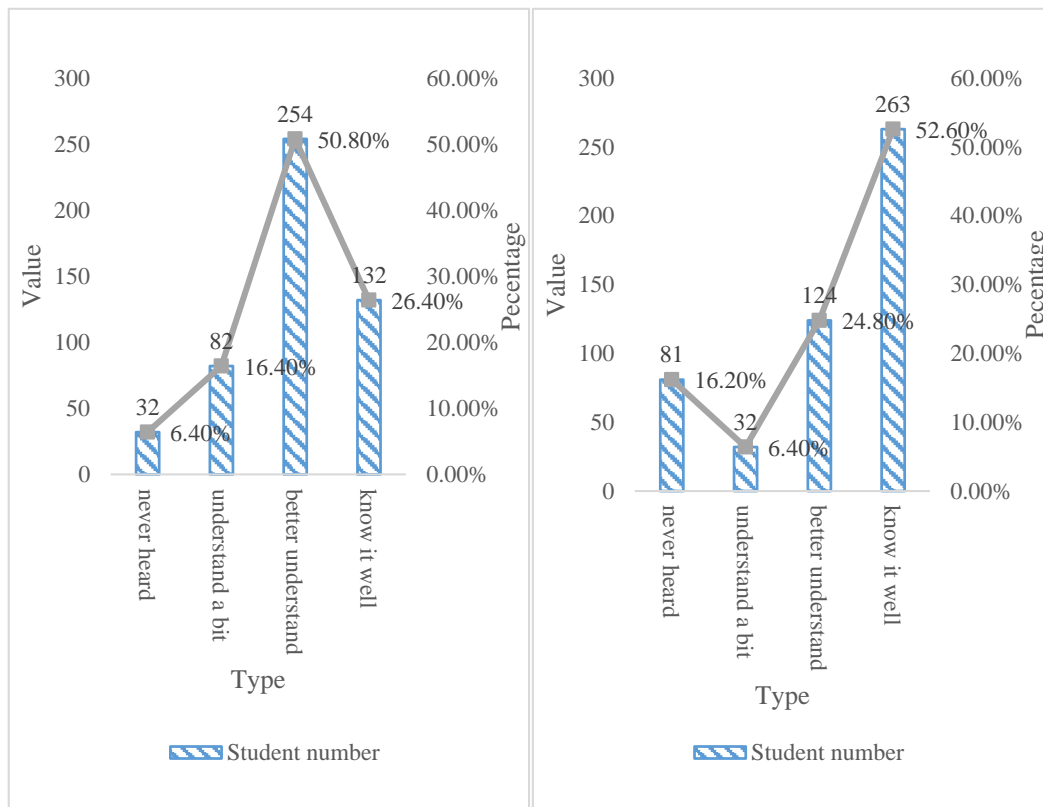 300
250
200
150
100
50
0
Value
60.00%
50.00%
40.00%
30.00%
20.00%
10.00%
0.00%
Pecentage
32
82
254
132
6.40%
16.40%
50.80%
26.40%
never heard
understand a bit
better understand
know it well
Type
Student number
300
250
200
150
100
50
0
Value
60.00%
50.00%
40.00%
30.00%
20.00%
10.00%
0.00%
Pecentage
81
32
124
263
16.20%
6.40%
24.80%
52.60%
never heard
understand a bit
better understand
know it well
Type
Student number